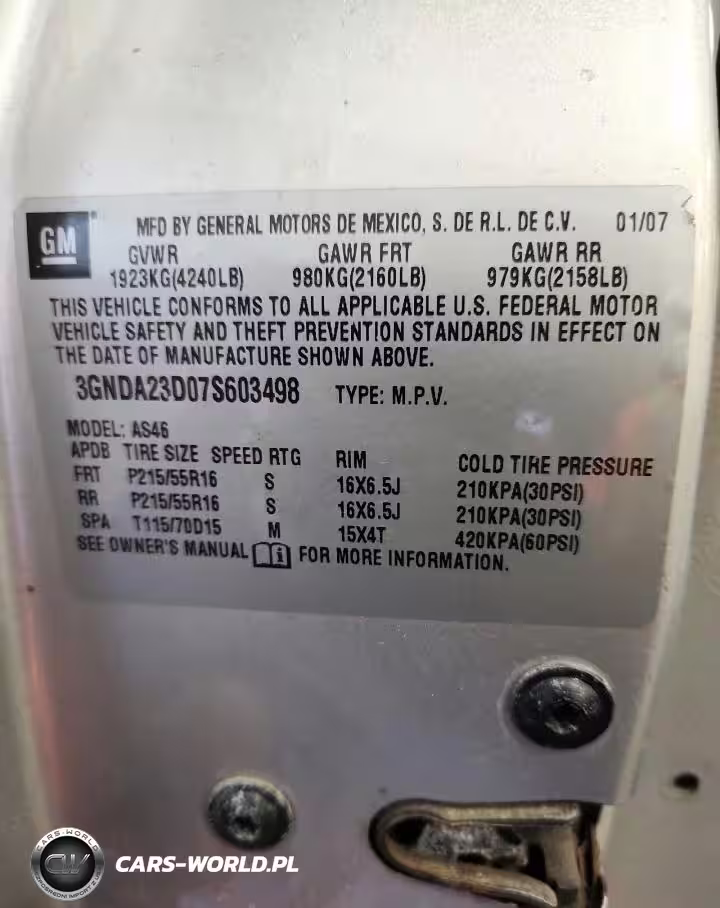 GM
MFD BY GENERAL MOTORS DE MEXICO, S. DE R.L. DE C.V. 01/07
GVWR GAWR FRT GAWR RR
1923KG(4240LB) 980KG(2160LB) 979KG(2158LB)
THIS VEHICLE CONFORMS TO ALL APPLICABLE U.S. FEDERAL MOTOR
VEHICLE SAFETY AND THEFT PREVENTION STANDARDS IN EFFECT ON
THE DATE OF MANUFACTURE SHOWN ABOVE.
3GNDA23D07S603498 TYPE: M.P.V.
MODEL: AS46
APDB TIRE SIZE SPEED RTG RIM COLD TIRE PRESSURE
FRT P215/55R16 S 16X6.5J 210KPA(30PSI)
RR P215/55R16 S 16X6.5J 210KPA(30PSI)
SPA T115/70D15 M 15X4T 420KPA(60PSI)
SEE OWNER'S MANUAL i FOR MORE INFORMATION.
CARS-WORLD
CW
CARS-WORLD.PL